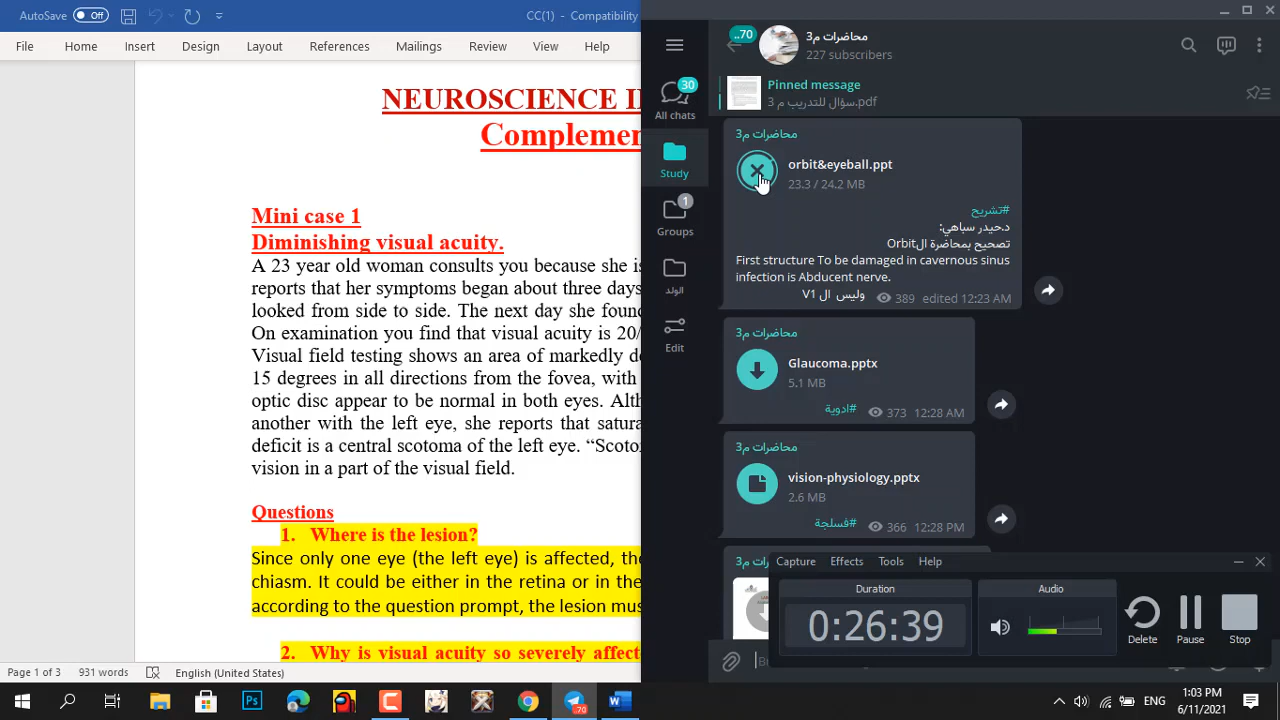 AutoSave Off
CC(1) - Compatibility
File Home Insert Design Layout References Mailings Review View Help
NEUROSCIENCE I
Complemen
Mini case 1
Diminishing visual acuity.
A 23 year old woman consults you because she is
reports that her symptoms began about three days
looked from side to side. The next day she found
On examination you find that visual acuity is 20/
Visual field testing shows an area of markedly de
15 degrees in all directions from the fovea, with
optic disc appear to be normal in both eyes. Alth
another with the left eye, she reports that satura
deficit is a central scotoma of the left eye. “Scoto
vision in a part of the visual field.
Questions
1. Where is the lesion?
Since only one eye (the left eye) is affected, the
chiasm. It could be either in the retina or in the
according to the question prompt, the lesion mus
2. Why is visual acuity so severely affecte
Page 1 of 3 931 words English (United States)
..70
محاضرات م3
227 subscribers
Pinned message
سؤال للتدريب م 3.pdf
30
All chats
Study
1
Groups
الولد
Edit
محاضرات م3
orbit&eyeball.ppt
23.3 / 24.2 MB
#تشريح
د.حيدر سباهي:
تصحيح بمحاضرة الOrbit
First structure To be damaged in cavernous sinus
infection is Abducent nerve.
وليس ال V1
389 edited 12:23 AM
محاضرات م3
Glaucoma.pptx
5.1 MB
#ادوية
373 12:28 AM
محاضرات م3
vision-physiology.pptx
2.6 MB
#فسلجة
366 12:28 PM
محاضرات م3
Capture Effects Tools Help
Duration
0:26:39
Audio
Delete Pause Stop
ENG
1:03 PM
6/11/2021